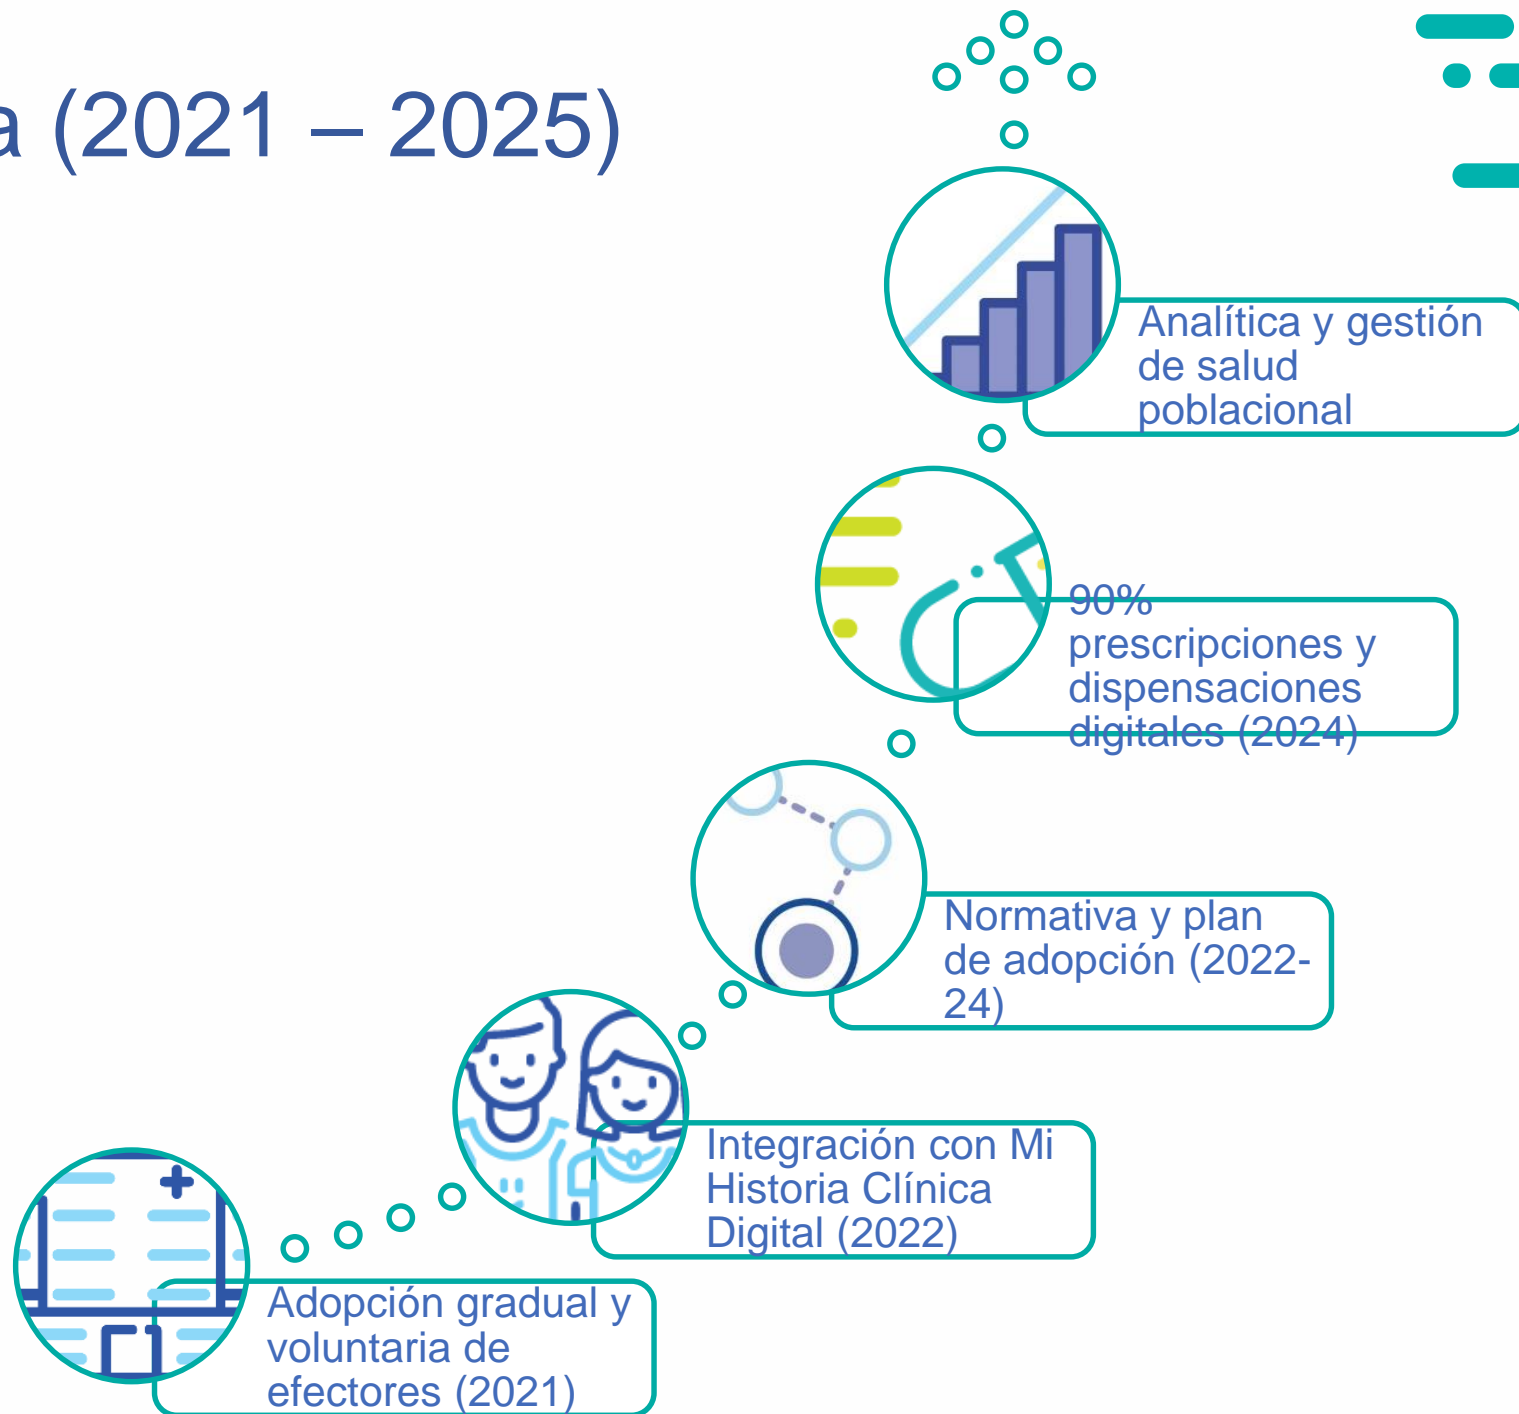 a (2021 – 2025)
Analítica y gestión
de salud
poblacional
90%
prescripciones y
dispensaciones
digitales (2024)
Normativa y plan
de adopción (2022-
24)
Integración con Mi
Historia Clínica
Digital (2022)
Adopción gradual y
voluntaria de
efectores (2021)